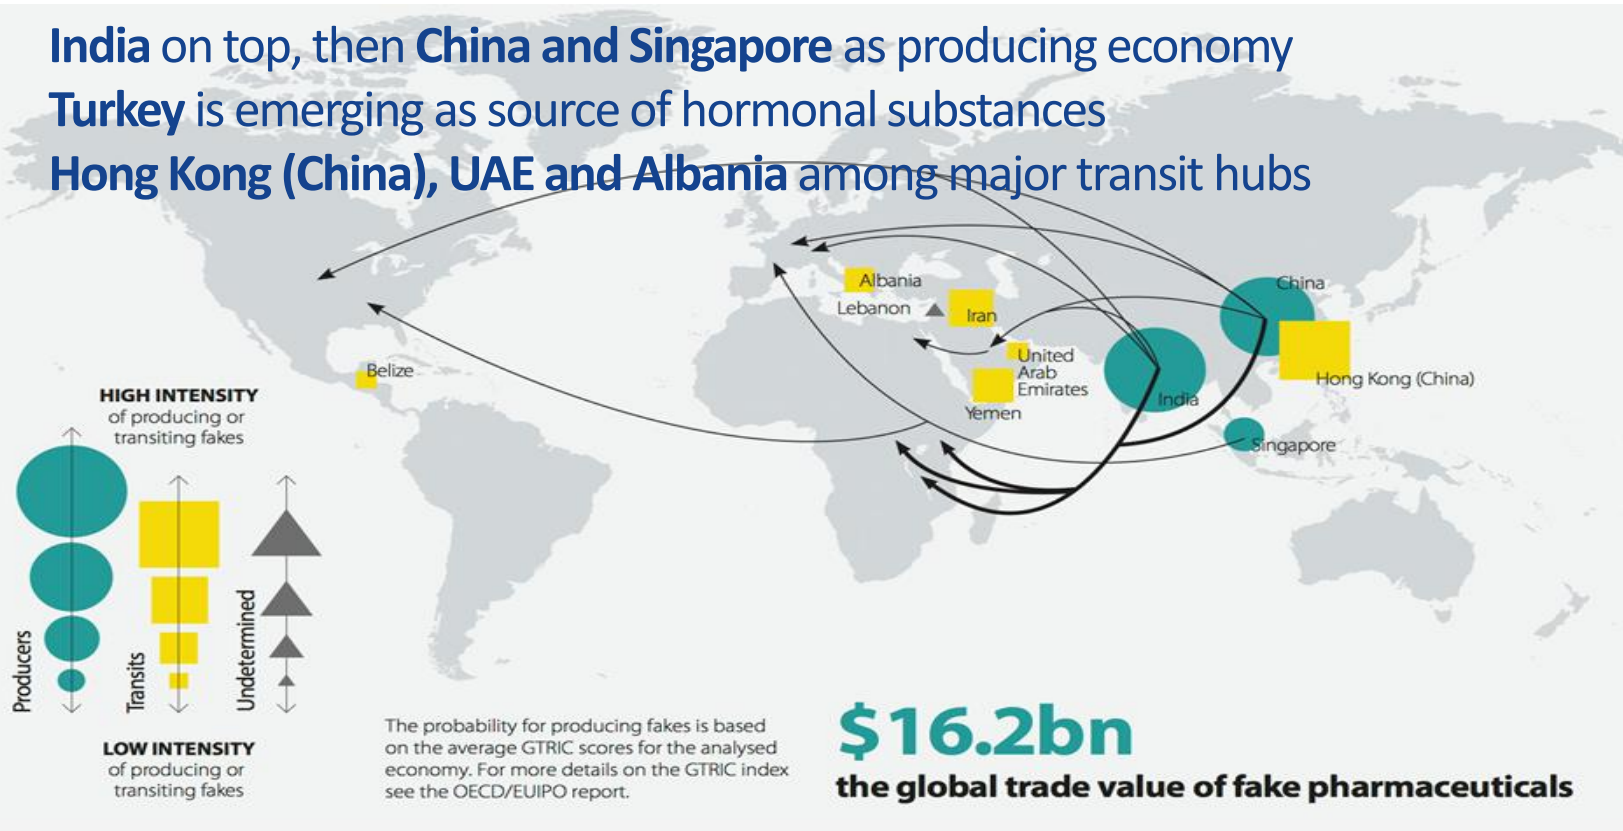 India on top, then China and Singapore as producing economy
Turkey is emerging as source of hormonal substances
Hong Kong (China), UAE and Albania among major transit hubs
China
Albania
Lebanon
Iran
United
Arab
Emirates
Yemen
India
Hong Kong (China)
Singapore
Belize
HIGH INTENSITY
of producing or
transiting fakes
Producers
Transits
Undetermined
LOW INTENSITY
of producing or
transiting fakes
The probability for producing fakes is based
on the average GTRIC scores for the analysed
economy. For more details on the GTRIC index
see the OECD/EUIPO report.
$16.2bn
the global trade value of fake pharmaceuticals